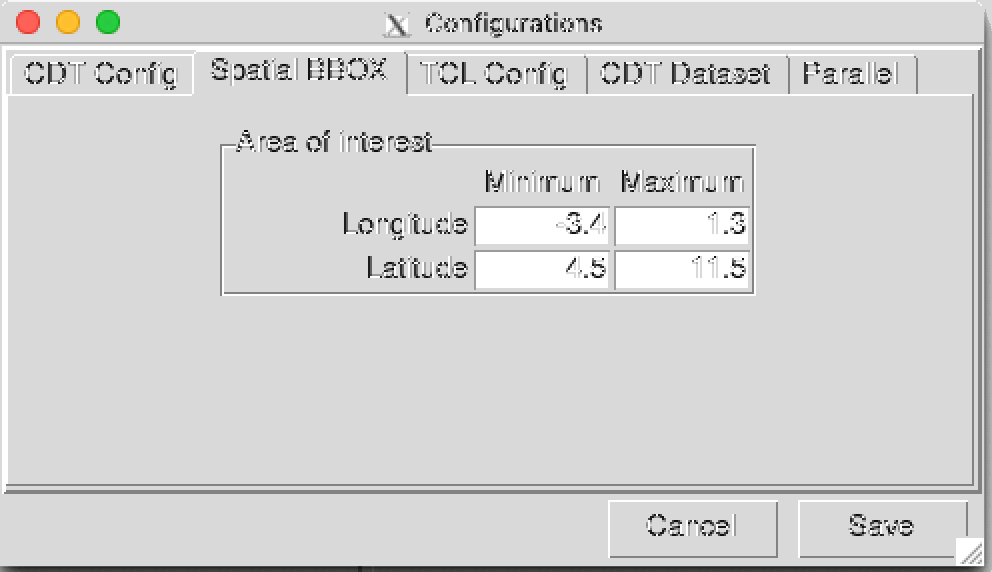 Configurations
CDT Config Spatial BBOX TCL Config CDT Dataset Parallel
Area of interest
Minimum Maximum
Longitude -3.4 1.3
Latitude 4.5 11.5
Cancel Save